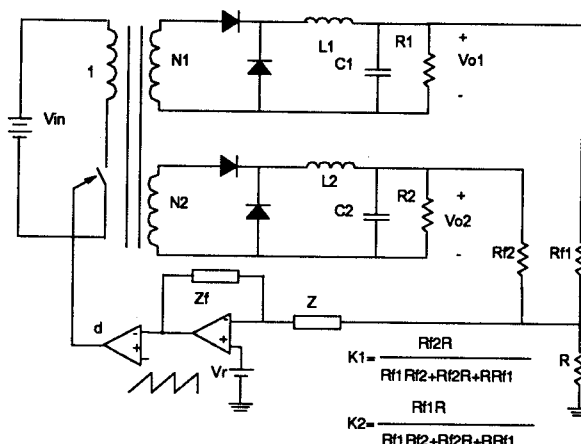 1
N1
L1
C1
R1
+
Vo1
-
Vin
N2
L2
C2
R2
+
Vo2
-
Rf2
Rf1
Zf
Z
d
-
+
-
+
Vr
R
K1= Rf2R
Rf1Rf2+Rf2R+RRf1
K2= Rf1R
Rf1Rf2+Rf2R+RRf1